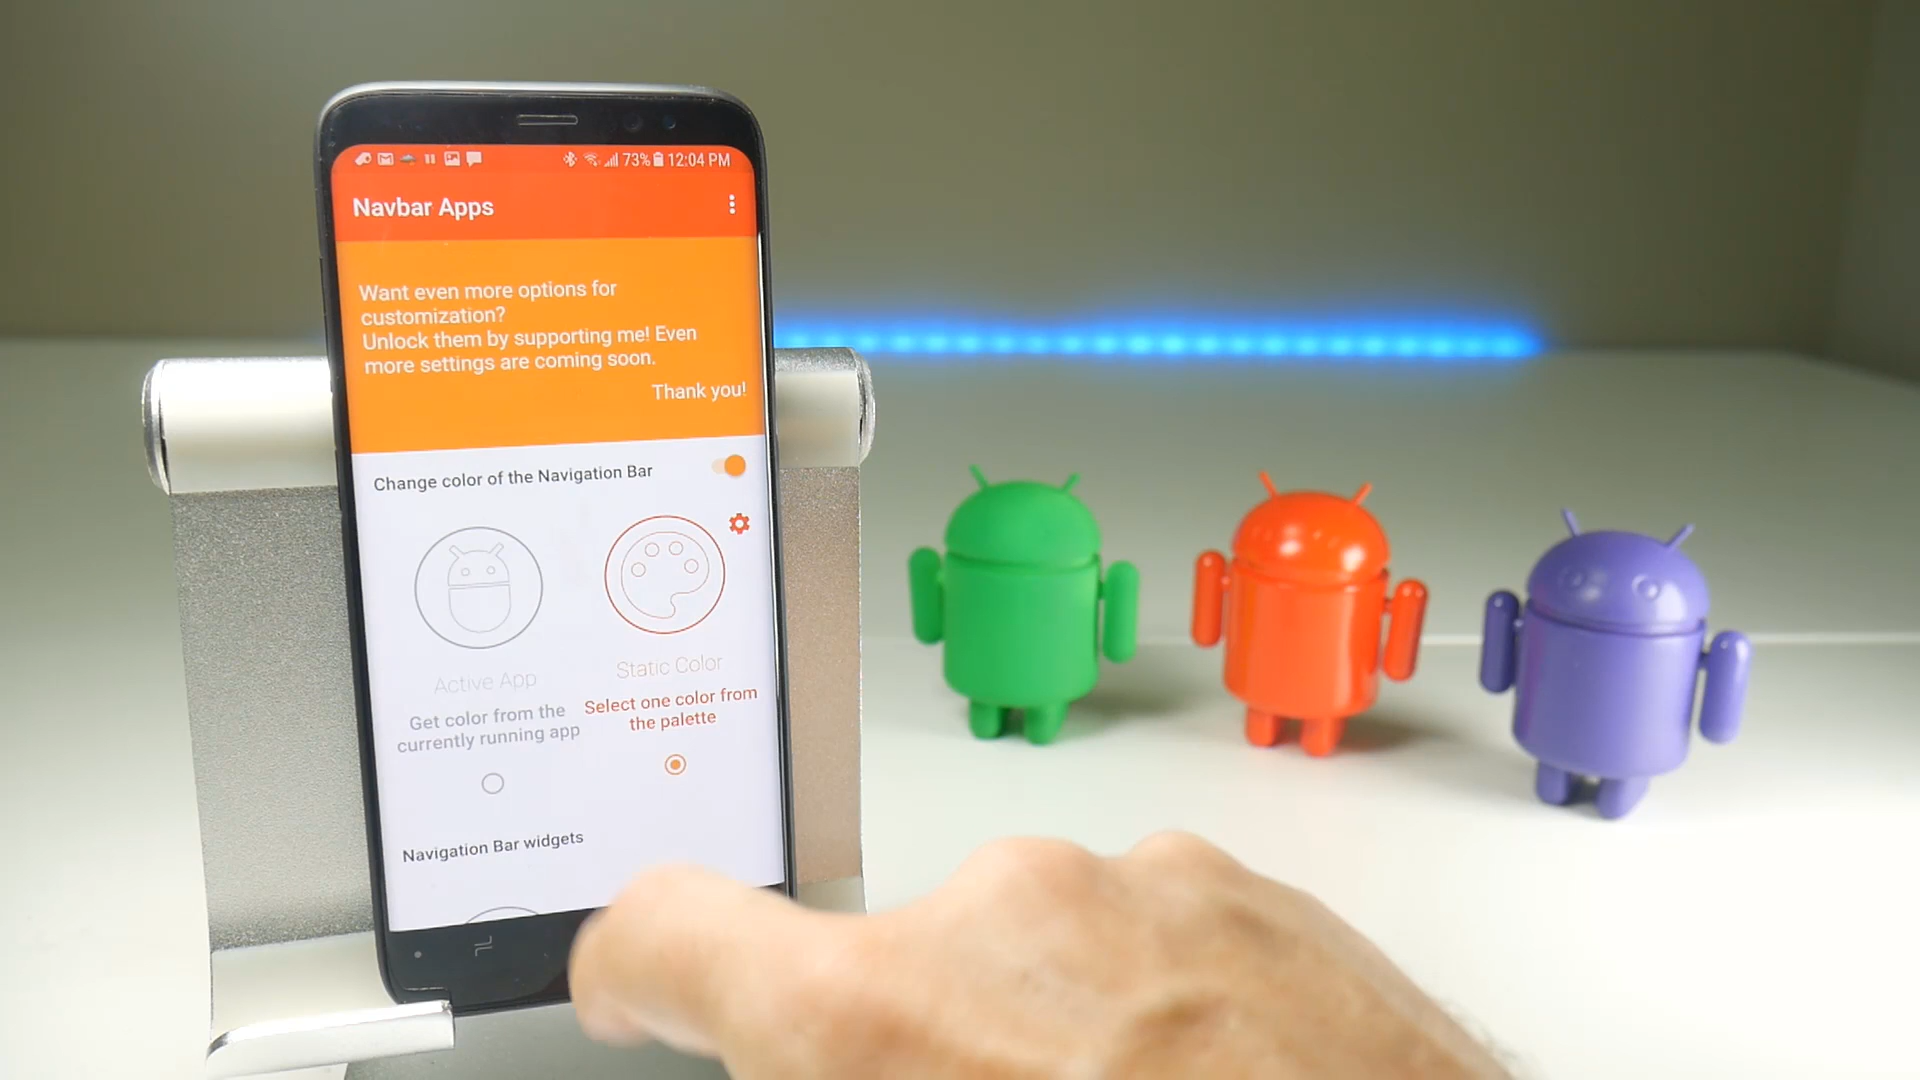 73% 12:04 PM
Navbar Apps
Want even more options for
customization?
Unlock them by supporting me! Even
more settings are coming soon.
Thank you!
Change color of the Navigation Bar
Active App
Get color from the
currently running app
Static Color
Select one color from
the palette
Navigation Bar widgets